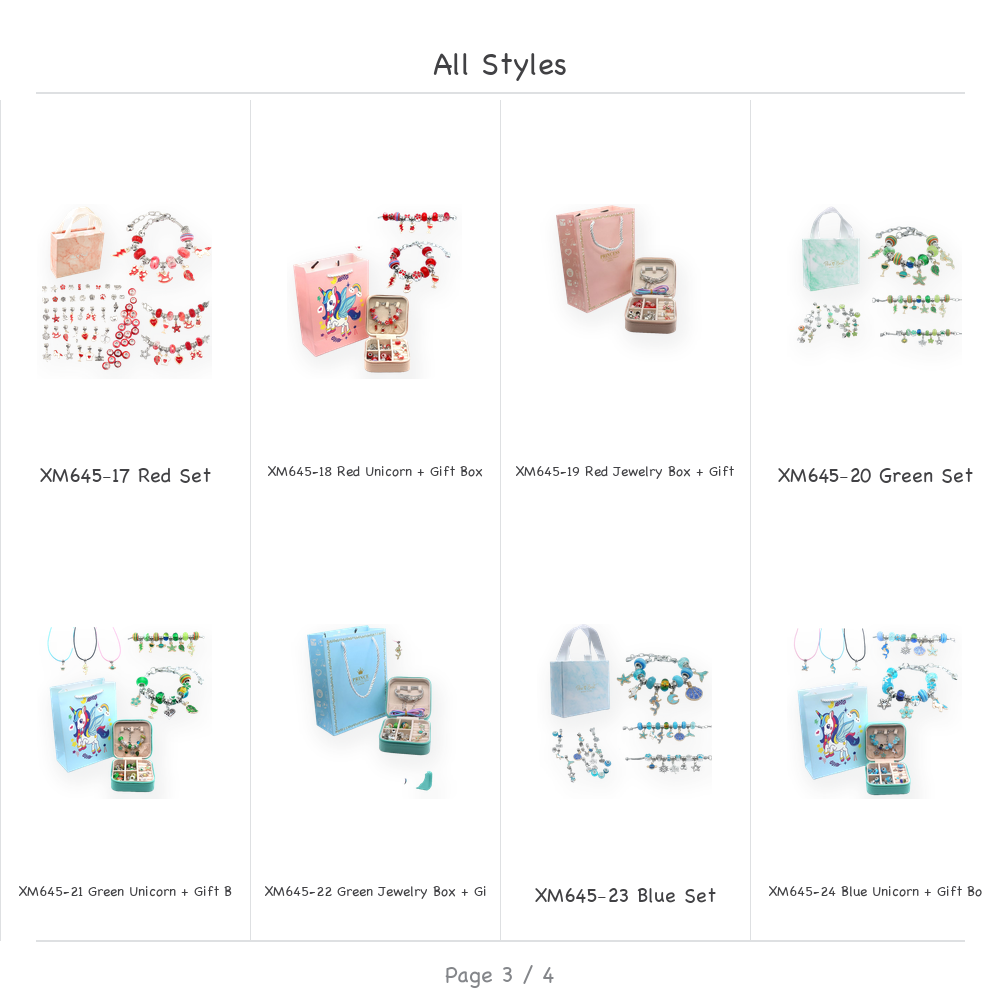 All Styles
XM645-17 Red Set
XM645-18 Red Unicorn + Gift Box
XM645-19 Red Jewelry Box + Gift
XM645-20 Green Set
XM645-21 Green Unicorn + Gift B
XM645-22 Green Jewelry Box + Gi
XM645-23 Blue Set
XM645-24 Blue Unicorn + Gift Bo
Page 3 / 4